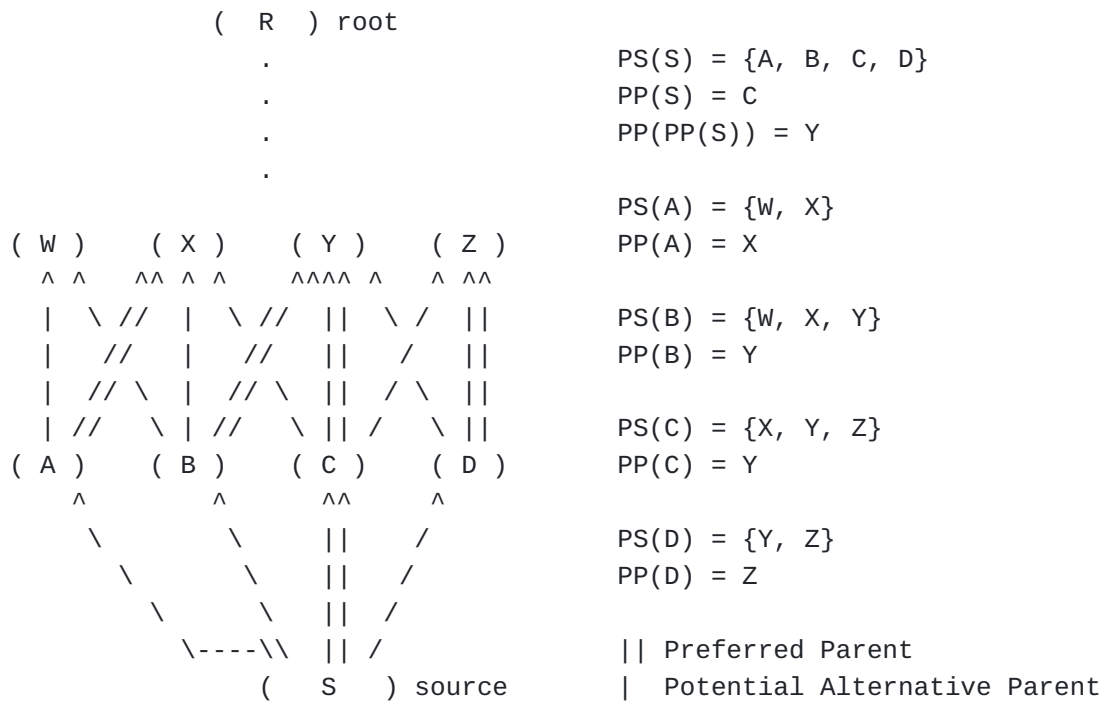 ( R ) root
. PS(S) = {A, B, C, D}
. PP(S) = C
. PP(PP(S)) = Y
.
PS(A) = {W, X}
( W ) ( X ) ( Y ) ( Z ) PP(A) = X
^ ^ ^^ ^ ^ ^^^^ ^ ^ ^^
| \ // | \ // || \ / || PS(B) = {W, X, Y}
| // | // || / || PP(B) = Y
| // \ | // \ || / \ ||
| // \ | // \ || / \ || PS(C) = {X, Y, Z}
( A ) ( B ) ( C ) ( D ) PP(C) = Y
^ ^ ^^ ^
\ \ || / PS(D) = {Y, Z}
\ \ || / PP(D) = Z
\ \ || /
\----\\ || / || Preferred Parent
( S ) source | Potential Alternative Parent